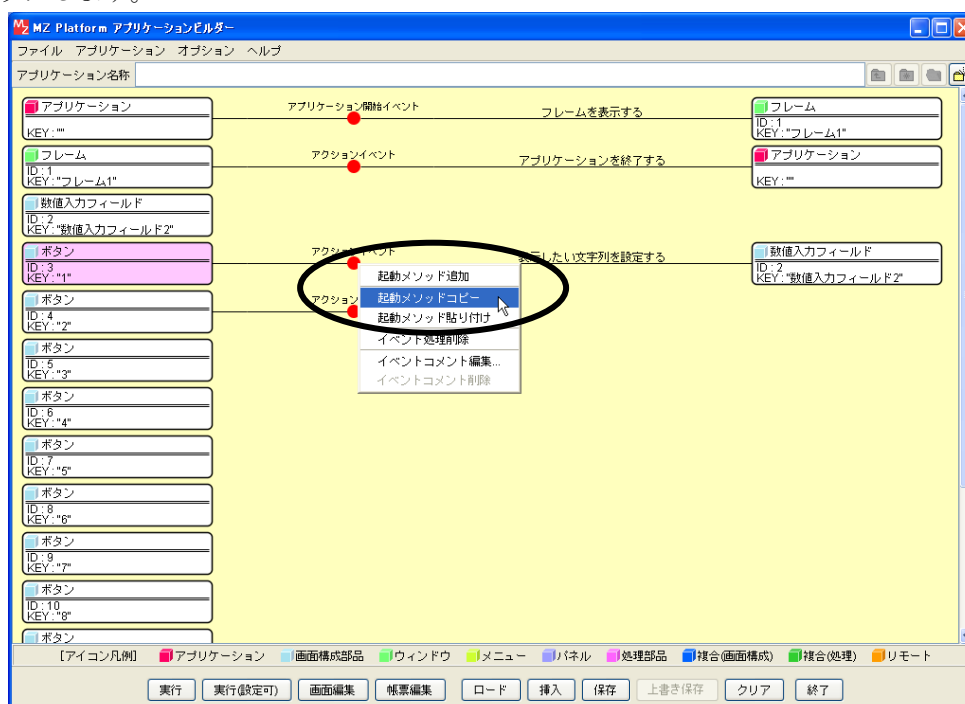 MZ Platform アプリケーションビルダー
ファイル アプリケーション オプション ヘルプ
アプリケーション名称
アプリケーション アプリケーション開始イベント フレームを表示する フレーム
KEY : "" ID : 1
KEY : "フレーム1"
フレーム アクションイベント アプリケーションを終了する アプリケーション
ID : 1
KEY : "フレーム1" KEY : ""
数値入力フィールド
ID : 2
KEY : "数値入力フィールド2"
ボタン 表示したい文字列を設定する 数値入力フィールド
ID : 3 ID : 2
KEY : "1" KEY : "数値入力フィールド2"
起動メソッド追加
起動メソッドコピー
起動メソッド貼り付け
イベント処理削除
イベントコメント編集...
イベントコメント削除
ボタン アクション
ID : 4
KEY : "2"
ボタン
ID : 5
KEY : "3"
ボタン
ID : 6
KEY : "4"
ボタン
ID : 7
KEY : "5"
ボタン
ID : 8
KEY : "6"
ボタン
ID : 9
KEY : "7"
ボタン
ID : 10
KEY : "8"
ボタン
[アイコン凡例] アプリケーション 画面構成部品 ウィンドウ メニュー パネル 処理部品 複合(画面構成) 複合(処理) リモート
実行 実行(設定可) 画面編集 帳票編集 ロード 挿入 保存 上書き保存 クリア 終了